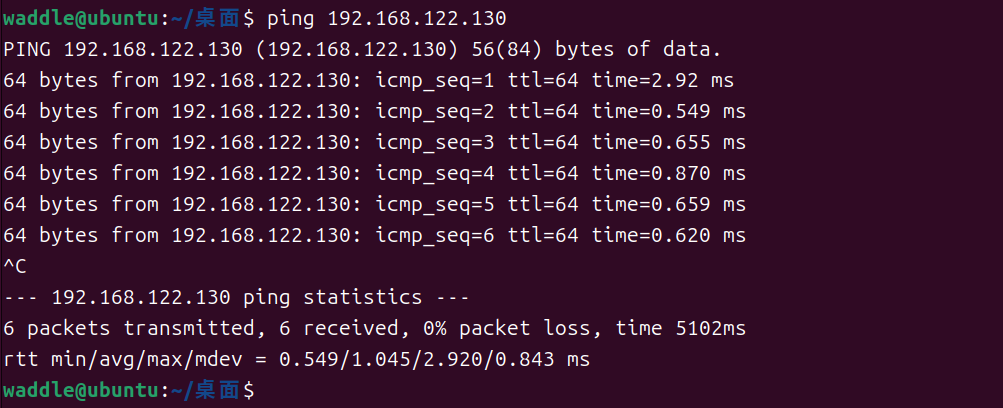 waddle@ubuntu:~/桌面$ ping 192.168.122.130
PING 192.168.122.130 (192.168.122.130) 56(84) bytes of data.
64 bytes from 192.168.122.130: icmp_seq=1 ttl=64 time=2.92 ms
64 bytes from 192.168.122.130: icmp_seq=2 ttl=64 time=0.549 ms
64 bytes from 192.168.122.130: icmp_seq=3 ttl=64 time=0.655 ms
64 bytes from 192.168.122.130: icmp_seq=4 ttl=64 time=0.870 ms
64 bytes from 192.168.122.130: icmp_seq=5 ttl=64 time=0.659 ms
64 bytes from 192.168.122.130: icmp_seq=6 ttl=64 time=0.620 ms
^C
--- 192.168.122.130 ping statistics ---
6 packets transmitted, 6 received, 0% packet loss, time 5102ms
rtt min/avg/max/mdev = 0.549/1.045/2.920/0.843 ms
waddle@ubuntu:~/桌面$